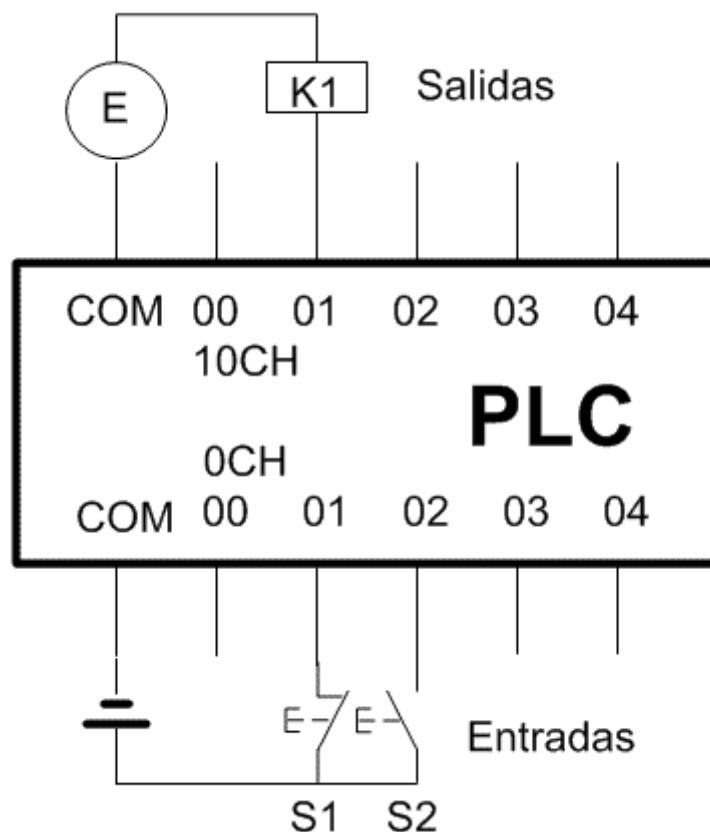 E
K1 Salidas
COM 00 01 02 03 04
10CH
PLC
0CH
COM 00 01 02 03 04
E E Entradas
S1 S2